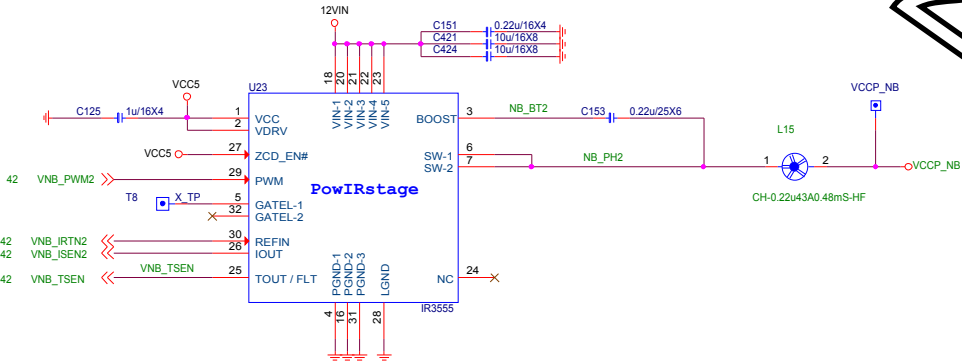 12VIN
C151 0.22u/16X4
C421 10u/16X8
C424 10u/16X8
18 20 21 22 23
VCC5
U23
VCCP_NB
C125 1u/16X4
1 VCC
2 VDRV
VIN-1 VIN-2 VIN-3 VIN-4 VIN-5
BOOST 3 NB_BT2 C153 0.22u/25X6
L15
VCC5 27 ZCD_EN#
SW-1 6
SW-2 7 NB_PH2 1 2 VCCP_NB
42 VNB_PWM2 29 PWM
PowIRstage
CH-0.22u43A0.48mS-HF
T8 X_TP 5 GATEL-1
32 GATEL-2
42 VNB_IRTN2 30 REFIN
42 VNB_ISEN2 26 IOUT
42 VNB_TSEN VNB_TSEN 25 TOUT / FLT
PGND-1 PGND-2 PGND-3 LGND
NC 24
IR3555
4 16 31 28